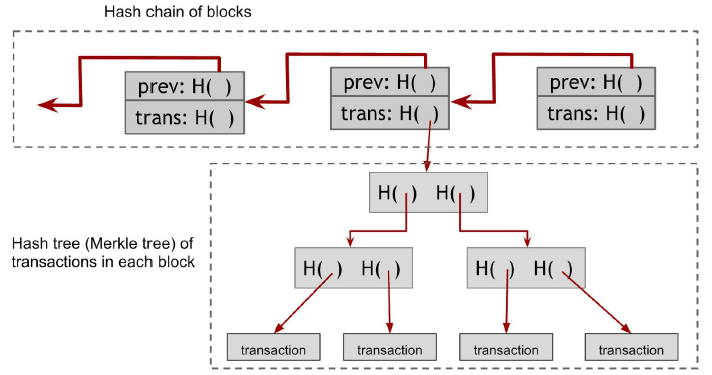 Hash chain of blocks
prev: H( )
trans: H( )
prev: H( )
trans: H( )
prev: H( )
trans: H( )
H( ) H( )
Hash tree (Merkle tree) of
transactions in each block
H( ) H( )
H( ) H( )
transaction
transaction
transaction
transaction